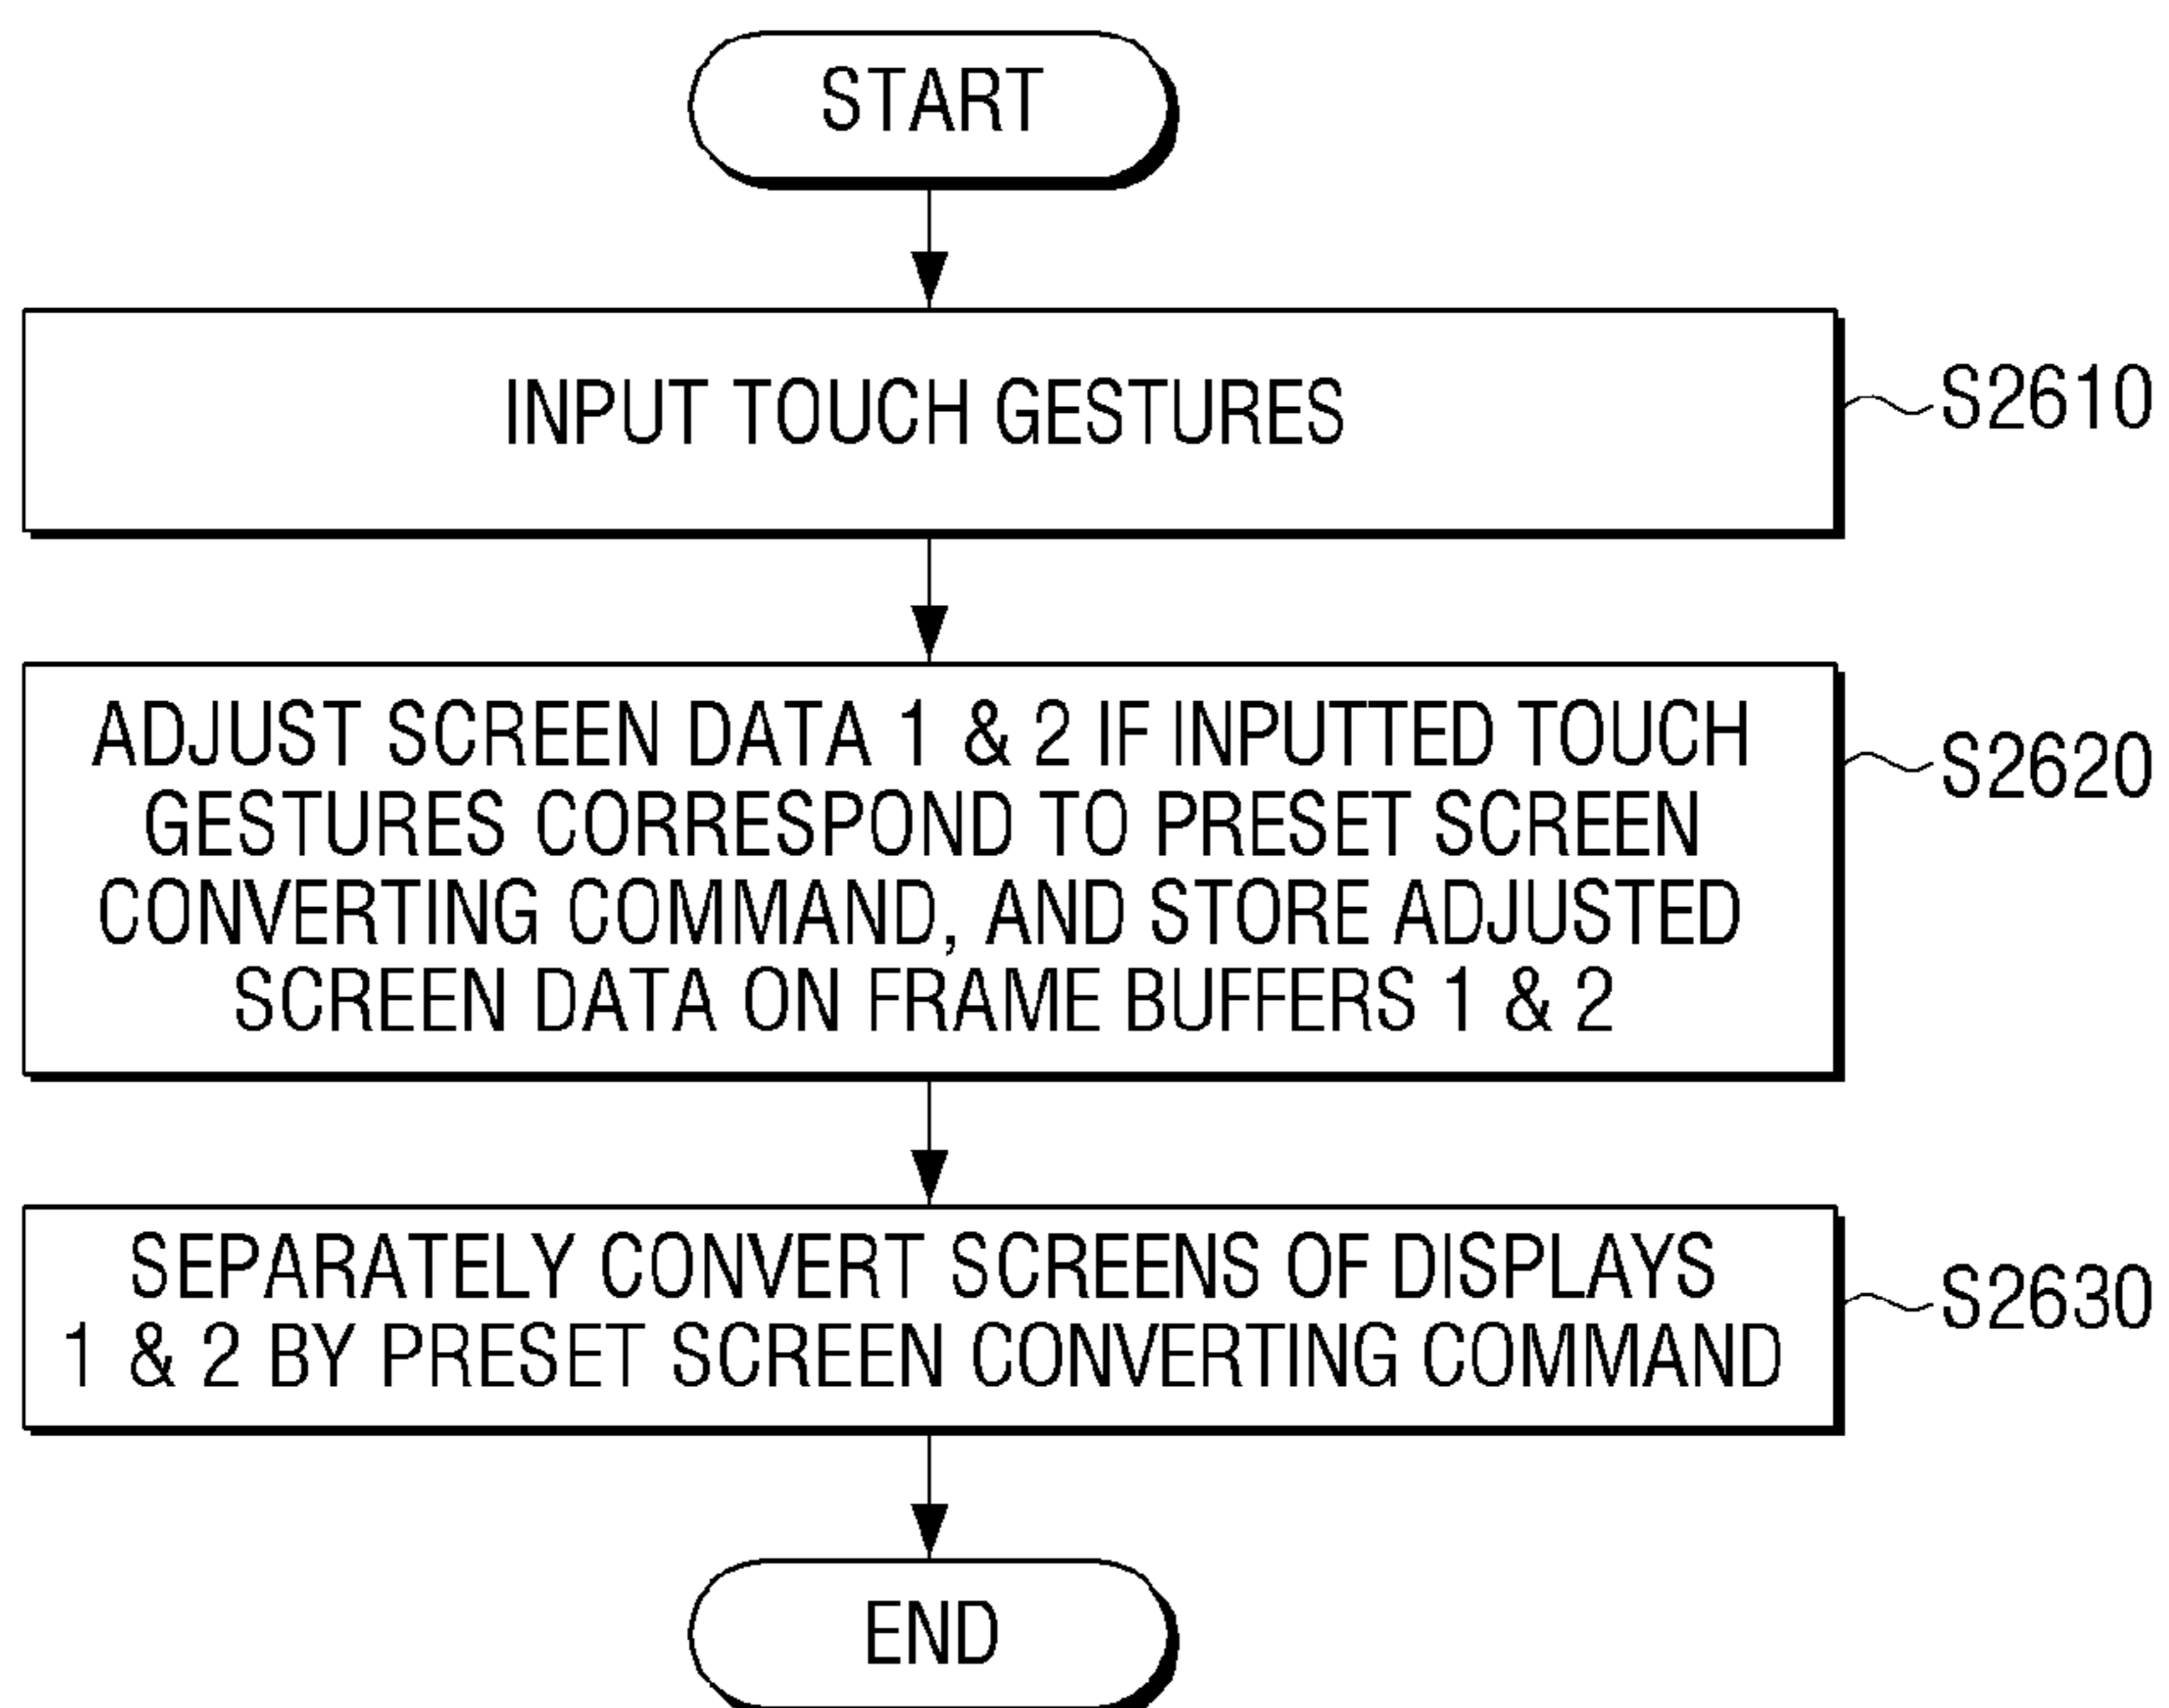 START
INPUT TOUCH GESTURES
S2610
ADJUST SCREEN DATA 1 & 2 IF INPUTTED TOUCH
GESTURES CORRESPOND TO PRESET SCREEN
CONVERTING COMMAND, AND STORE ADJUSTED
SCREEN DATA ON FRAME BUFFERS 1 & 2
S2620
SEPARATELY CONVERT SCREENS OF DISPLAYS
1 & 2 BY PRESET SCREEN CONVERTING COMMAND
S2630
END